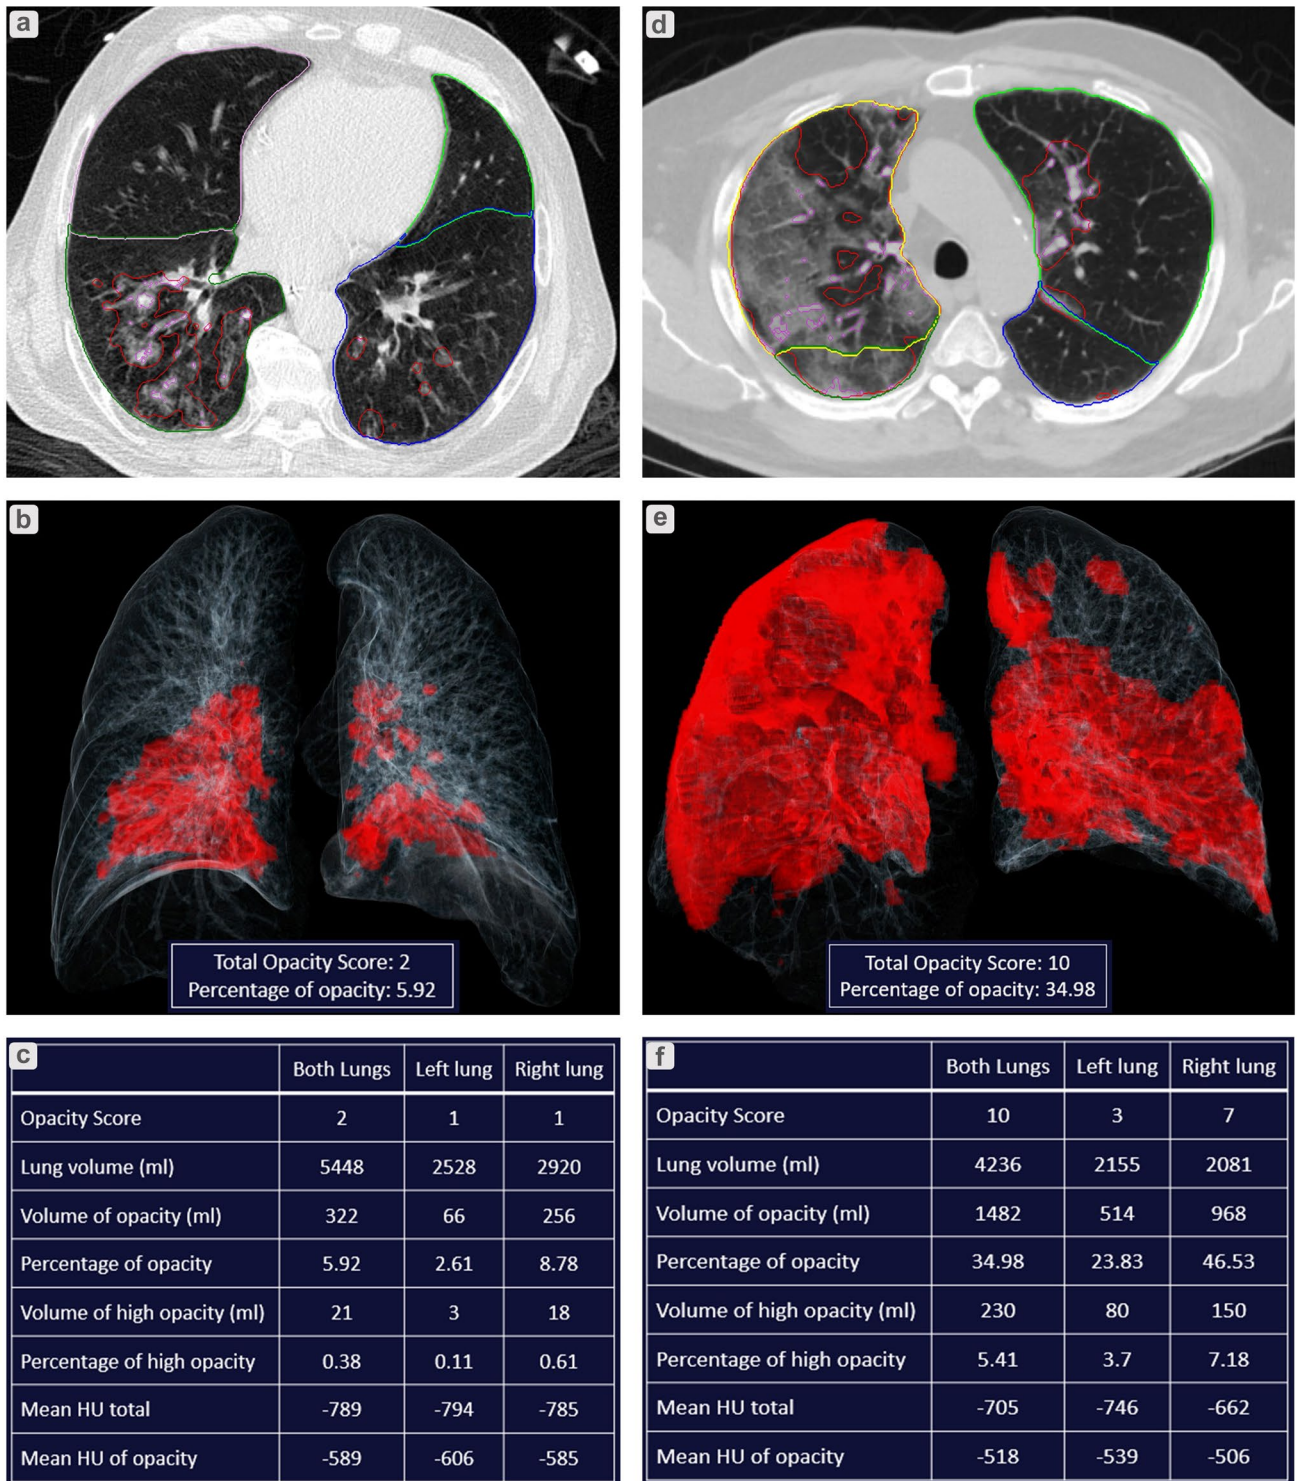 a
d
b
Total Opacity Score: 2
Percentage of opacity: 5.92
e
Total Opacity Score: 10
Percentage of opacity: 34.98
c
Both Lungs Left lung Right lung
Opacity Score 2 1 1
Lung volume (ml) 5448 2528 2920
Volume of opacity (ml) 322 66 256
Percentage of opacity 5.92 2.61 8.78
Volume of high opacity (ml) 21 3 18
Percentage of high opacity 0.38 0.11 0.61
Mean HU total -789 -794 -785
Mean HU of opacity -589 -606 -585
f
Both Lungs Left lung Right lung
Opacity Score 10 3 7
Lung volume (ml) 4236 2155 2081
Volume of opacity (ml) 1482 514 968
Percentage of opacity 34.98 23.83 46.53
Volume of high opacity (ml) 230 80 150
Percentage of high opacity 5.41 3.7 7.18
Mean HU total -705 -746 -662
Mean HU of opacity -518 -539 -506